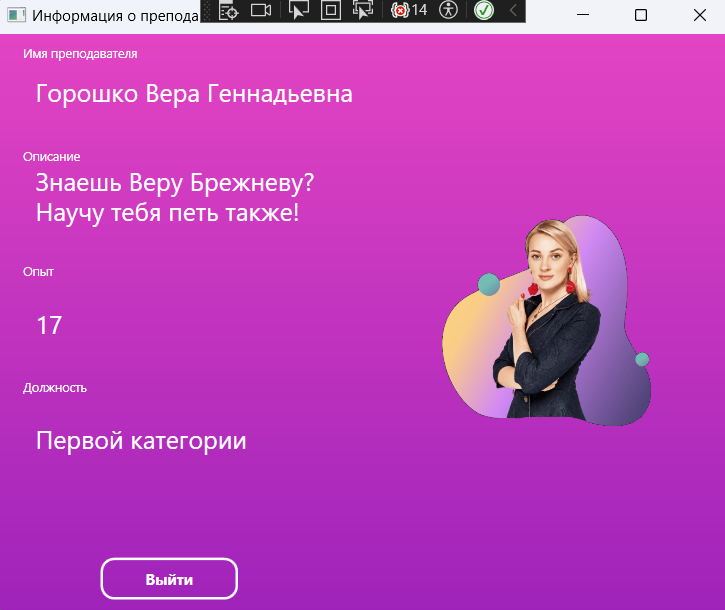 Информация о препода
14
Имя преподавателя
Горошко Вера Геннадьевна
Описание
Знаешь Веру Брежневу?
Научу тебя петь также!
Опыт
17
Должность
Первой категории
Выйти